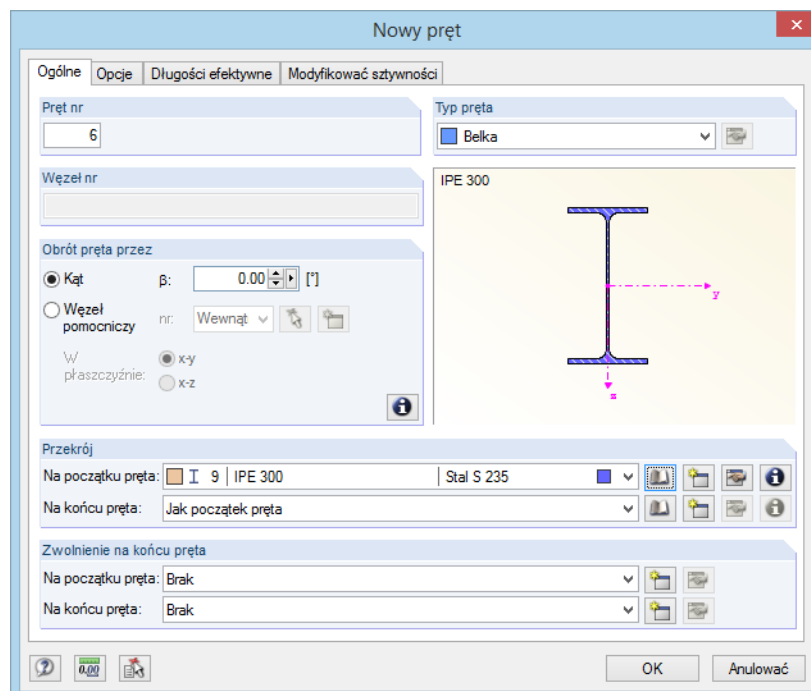 Nowy pręt
Ogólne Opcje Długości efektywne Modyfikować sztywności
Pręt nr
6
Typ pręta
Belka
Węzeł nr
IPE 300
y
z
Obrót pręta przez
Kąt β: 0.00 [°]
Węzeł
pomocniczy nr: Wewnąt
W
płaszczyźnie: x-y
x-z
Przekrój
Na początku pręta: 9 IPE 300 Stal S 235
Na końcu pręta: Jak początek pręta
Zwolnienie na końcu pręta
Na początku pręta: Brak
Na końcu pręta: Brak
0.00 OK Anulować